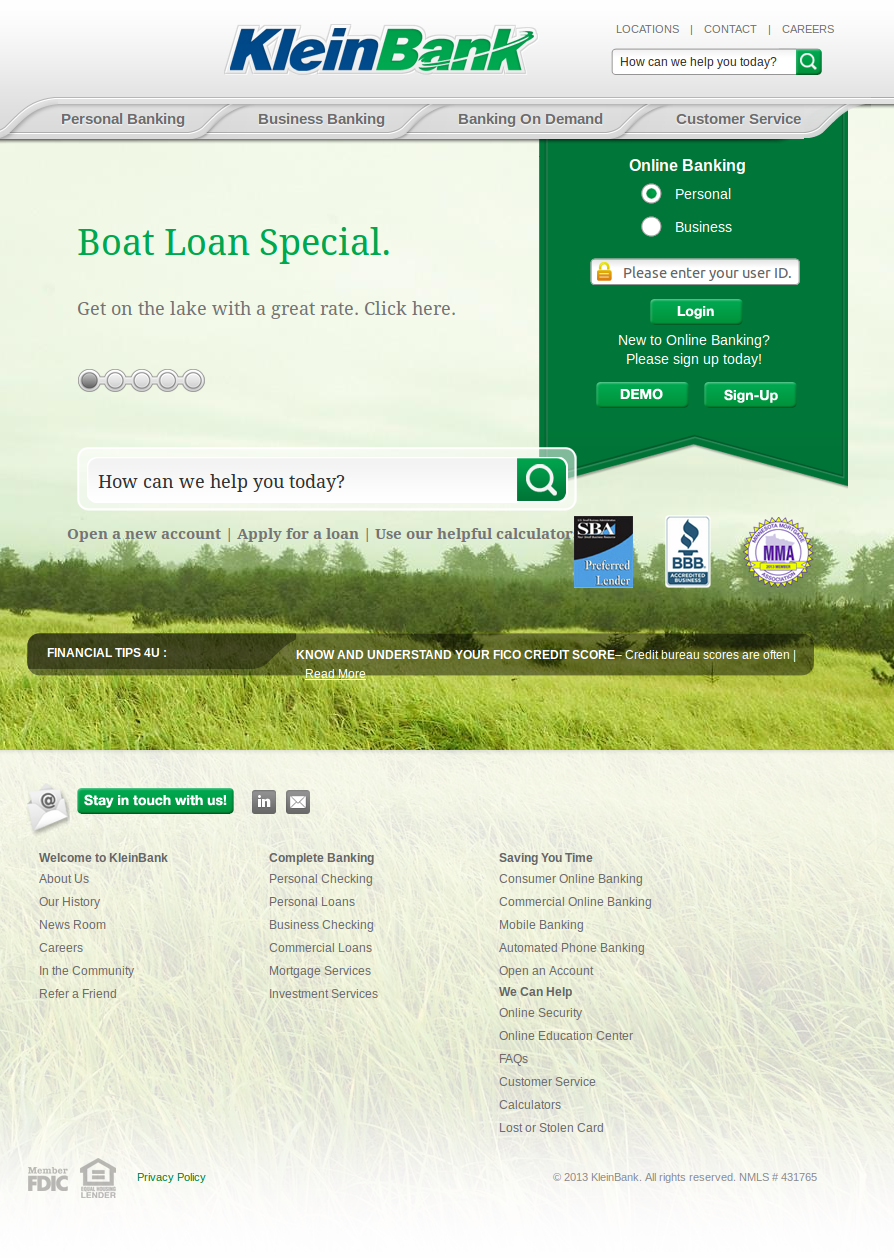 KleinBank
LOCATIONS | CONTACT | CAREERS
How can we help you today?
Personal Banking
Business Banking
Banking On Demand
Customer Service
Online Banking
Personal
Business
Please enter your user ID.
Login
New to Online Banking?
Please sign up today!
DEMO
Sign-Up
Boat Loan Special.
Get on the lake with a great rate. Click here.
How can we help you today?
Open a new account | Apply for a loan | Use our helpful calculator
SBA
Preferred
Lender
BBB
ACCREDITED
BUSINESS
MINNESOTA MORTGAGE
MMA
ASSOCIATION
FINANCIAL TIPS 4U :
KNOW AND UNDERSTAND YOUR FICO CREDIT SCORE– Credit bureau scores are often |
Read More
@
Stay in touch with us!
in
Welcome to KleinBank
About Us
Our History
News Room
Careers
In the Community
Refer a Friend
Complete Banking
Personal Checking
Personal Loans
Business Checking
Commercial Loans
Mortgage Services
Investment Services
Saving You Time
Consumer Online Banking
Commercial Online Banking
Mobile Banking
Automated Phone Banking
Open an Account
We Can Help
Online Security
Online Education Center
FAQs
Customer Service
Calculators
Lost or Stolen Card
Member
FDIC
EQUAL HOUSING
LENDER
Privacy Policy
© 2013 KleinBank. All rights reserved. NMLS # 431765